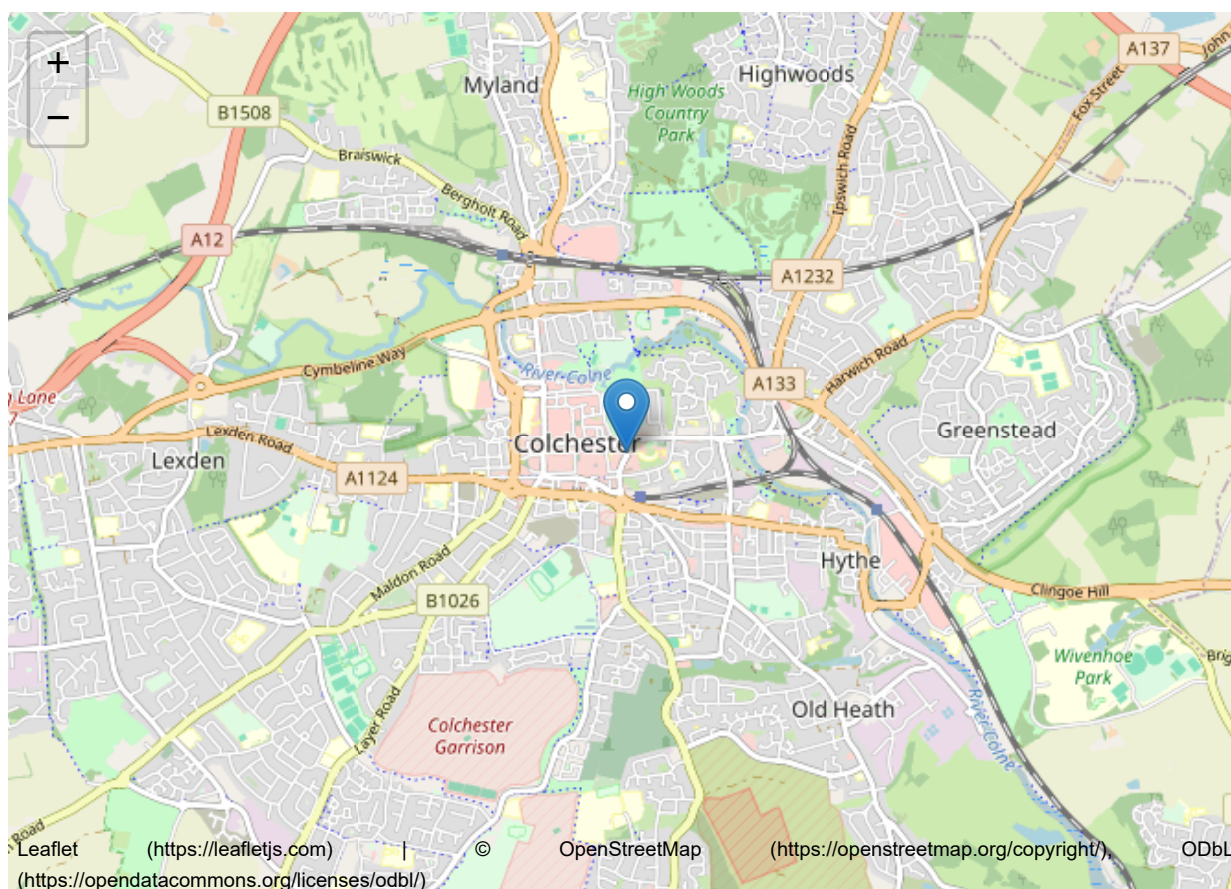 +
−
A137
John
Myland
Highwoods
High Woods
Country
Park
Fox Street
B1508
Braiswick
Bergholt Road
Ipswich Road
A12
A1232
Cymbeline Way
River Colne
Harwich Road
A133
Lane
Lexden Road
Colchester
Greenstead
Lexden
A1124
Maldon Road
Hythe
B1026
Clingoe Hill
Wivenhoe
Park
Brig
Layer Road
Colchester
Garrison
Old Heath
River Colne
Road
Leaflet (https://leafletjs.com) | © OpenStreetMap (https://openstreetmap.org/copyright/), ODbL
(https://opendatacommons.org/licenses/odbl/)